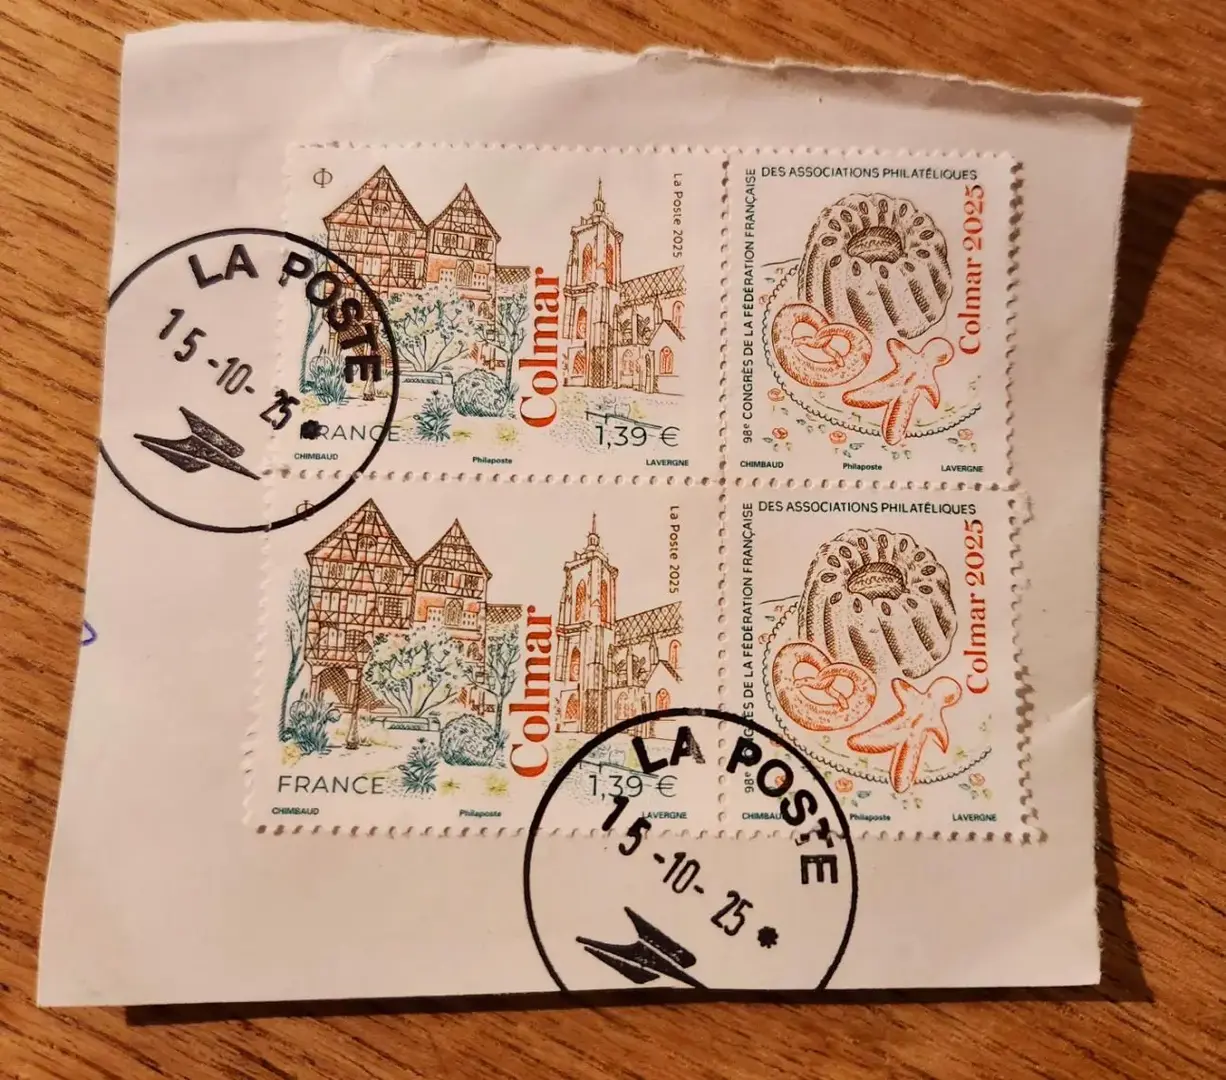 La Poste 2025
Colmar
FRANCE
1,39 €
CHIMBAUD
Philaposte
LAVERGNE
98e CONGRÈS DE LA FÉDÉRATION FRANÇAISE
DES ASSOCIATIONS PHILATÉLIQUES
Colmar 2025
CHIMBAUD
Philaposte
LAVERGNE
LA POSTE
15-10-25*
La Poste 2025
Colmar
FRANCE
1,39 €
CHIMBAUD
Philaposte
LAVERGNE
98e CONGRÈS DE LA FÉDÉRATION FRANÇAISE
DES ASSOCIATIONS PHILATÉLIQUES
Colmar 2025
CHIMBAUD
Philaposte
LAVERGNE
LA POSTE
15-10-25*